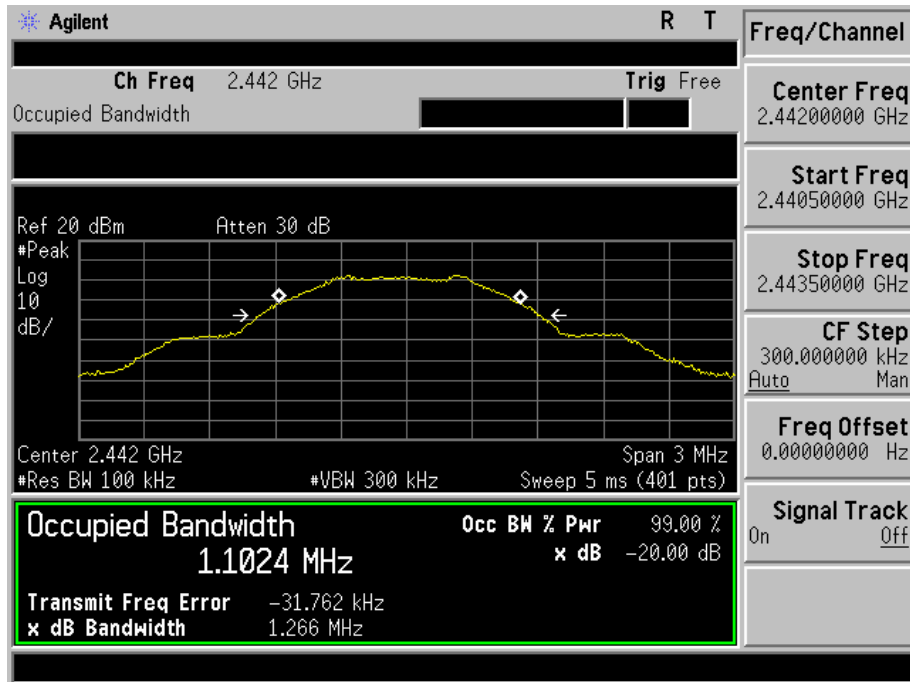 Agilent R T
Ch Freq 2.442 GHz Trig Free
Occupied Bandwidth
Ref 20 dBm Atten 30 dB
#Peak
Log
10
dB/
Center 2.442 GHz Span 3 MHz
#Res BW 100 kHz #VBW 300 kHz Sweep 5 ms (401 pts)
Occupied Bandwidth
1.1024 MHz
Occ BW % Pwr 99.00 %
x dB -20.00 dB
Transmit Freq Error -31.762 kHz
x dB Bandwidth 1.266 MHz
Freq/Channel
Center Freq
2.44200000 GHz
Start Freq
2.44050000 GHz
Stop Freq
2.44350000 GHz
CF Step
300.000000 kHz
Auto Man
Freq Offset
0.00000000 Hz
Signal Track
On Off